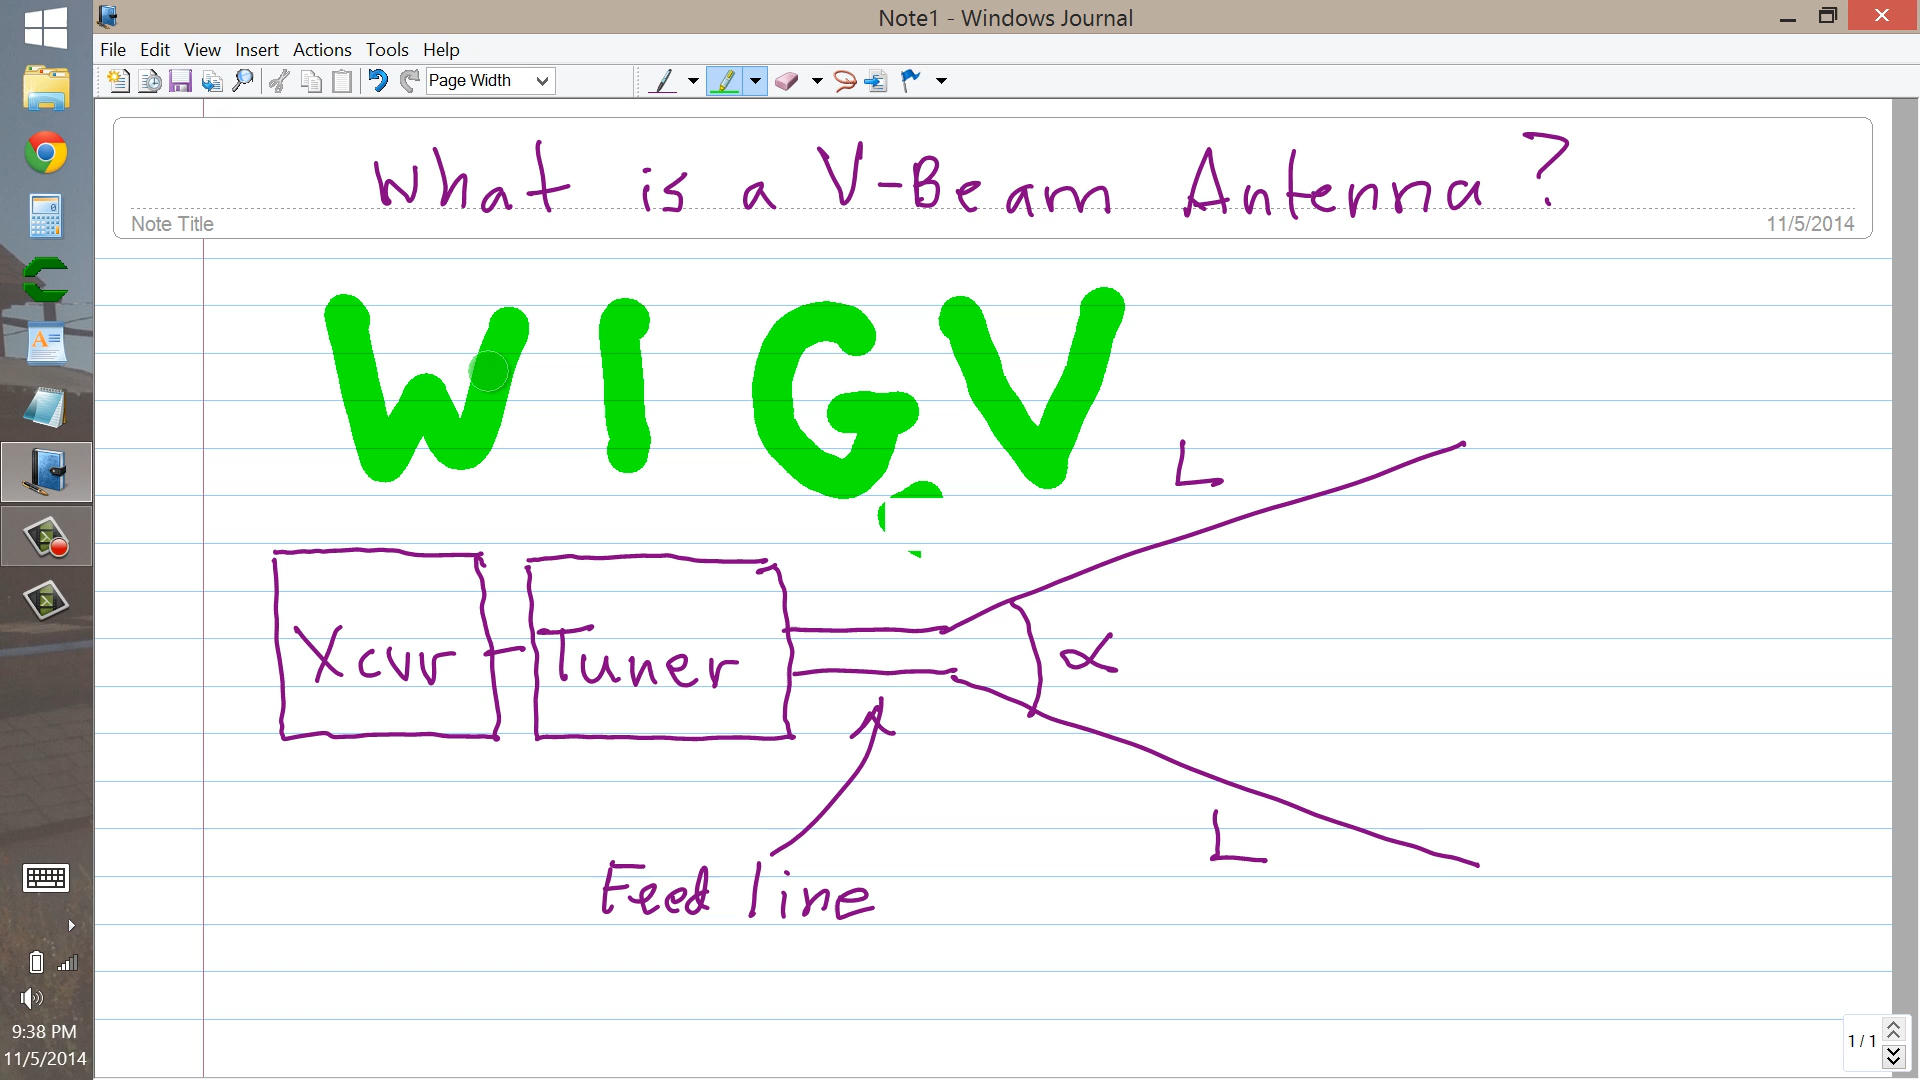 Note1 - Windows Journal
File Edit View Insert Actions Tools Help
Page Width
What is a V-Beam Antenna?
Note Title
11/5/2014
W1GV
L
Xcvr
Tuner
α
L
Feed line
9:38 PM
11/5/2014
1 / 1